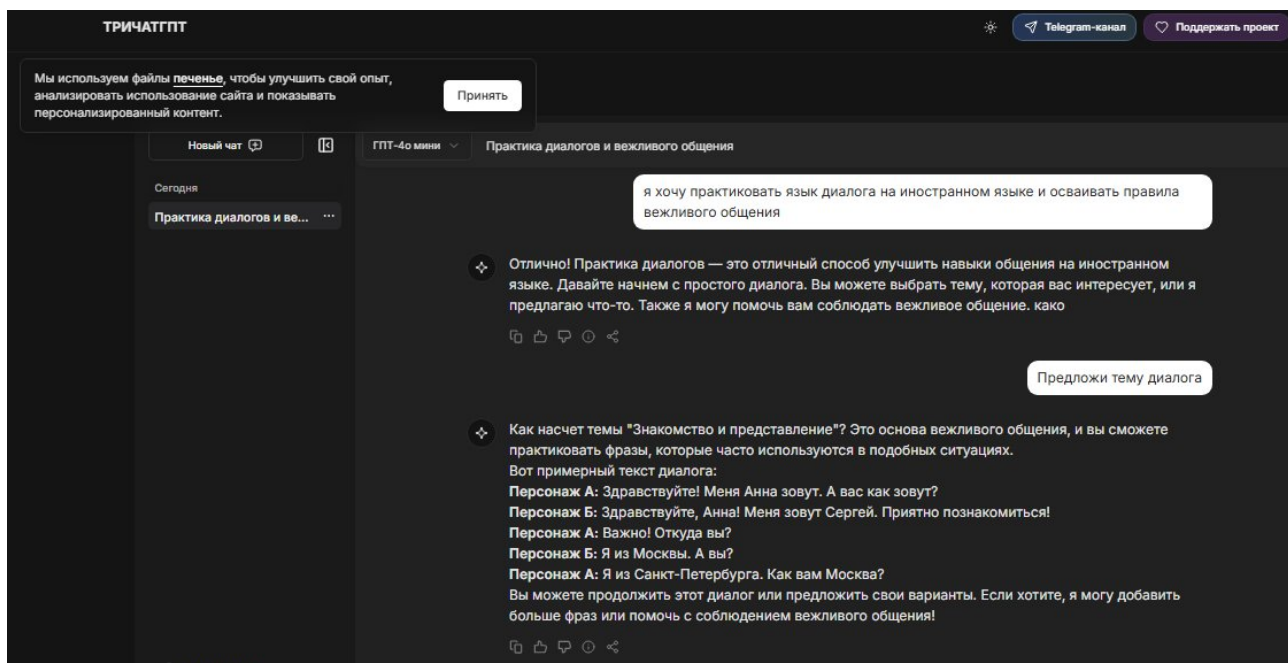 ТРИЧАТГПТ
Telegram-канал
Поддержать проект
Мы используем файлы печенье, чтобы улучшить свой опыт,
анализировать использование сайта и показывать
персонализированный контент.
Принять
Новый чат
ГПТ-4о мини
Практика диалогов и вежливого общения
Сегодня
Практика диалогов и ве... ...
я хочу практиковать язык диалога на иностранном языке и осваивать правила
вежливого общения
Отлично! Практика диалогов — это отличный способ улучшить навыки общения на иностранном
языке. Давайте начнем с простого диалога. Вы можете выбрать тему, которая вас интересует, или я
предлагаю что-то. Также я могу помочь вам соблюдать вежливое общение. како
Предложи тему диалога
Как насчет темы "Знакомство и представление"? Это основа вежливого общения, и вы сможете
практиковать фразы, которые часто используются в подобных ситуациях.
Вот примерный текст диалога:
Персонаж А: Здравствуйте! Меня Анна зовут. А вас как зовут?
Персонаж Б: Здравствуйте, Анна! Меня зовут Сергей. Приятно познакомиться!
Персонаж А: Важно! Откуда вы?
Персонаж Б: Я из Москвы. А вы?
Персонаж А: Я из Санкт-Петербурга. Как вам Москва?
Вы можете продолжить этот диалог или предложить свои варианты. Если хотите, я могу добавить
больше фраз или помочь с соблюдением вежливого общения!